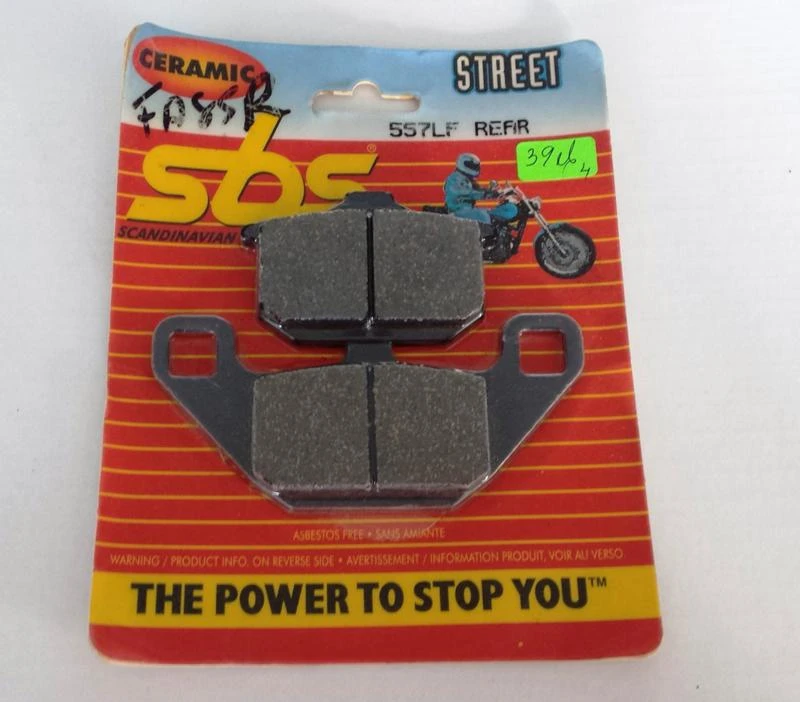 CERAMIC
STREET
FA85R
557LF REAR
sbs®
SCANDINAVIAN
ASBESTOS FREE • SANS AMIANTE
WARNING / PRODUCT INFO. ON REVERSE SIDE • AVERTISSEMENT / INFORMATION PRODUIT, VOIR AU VERSO
THE POWER TO STOP YOU™